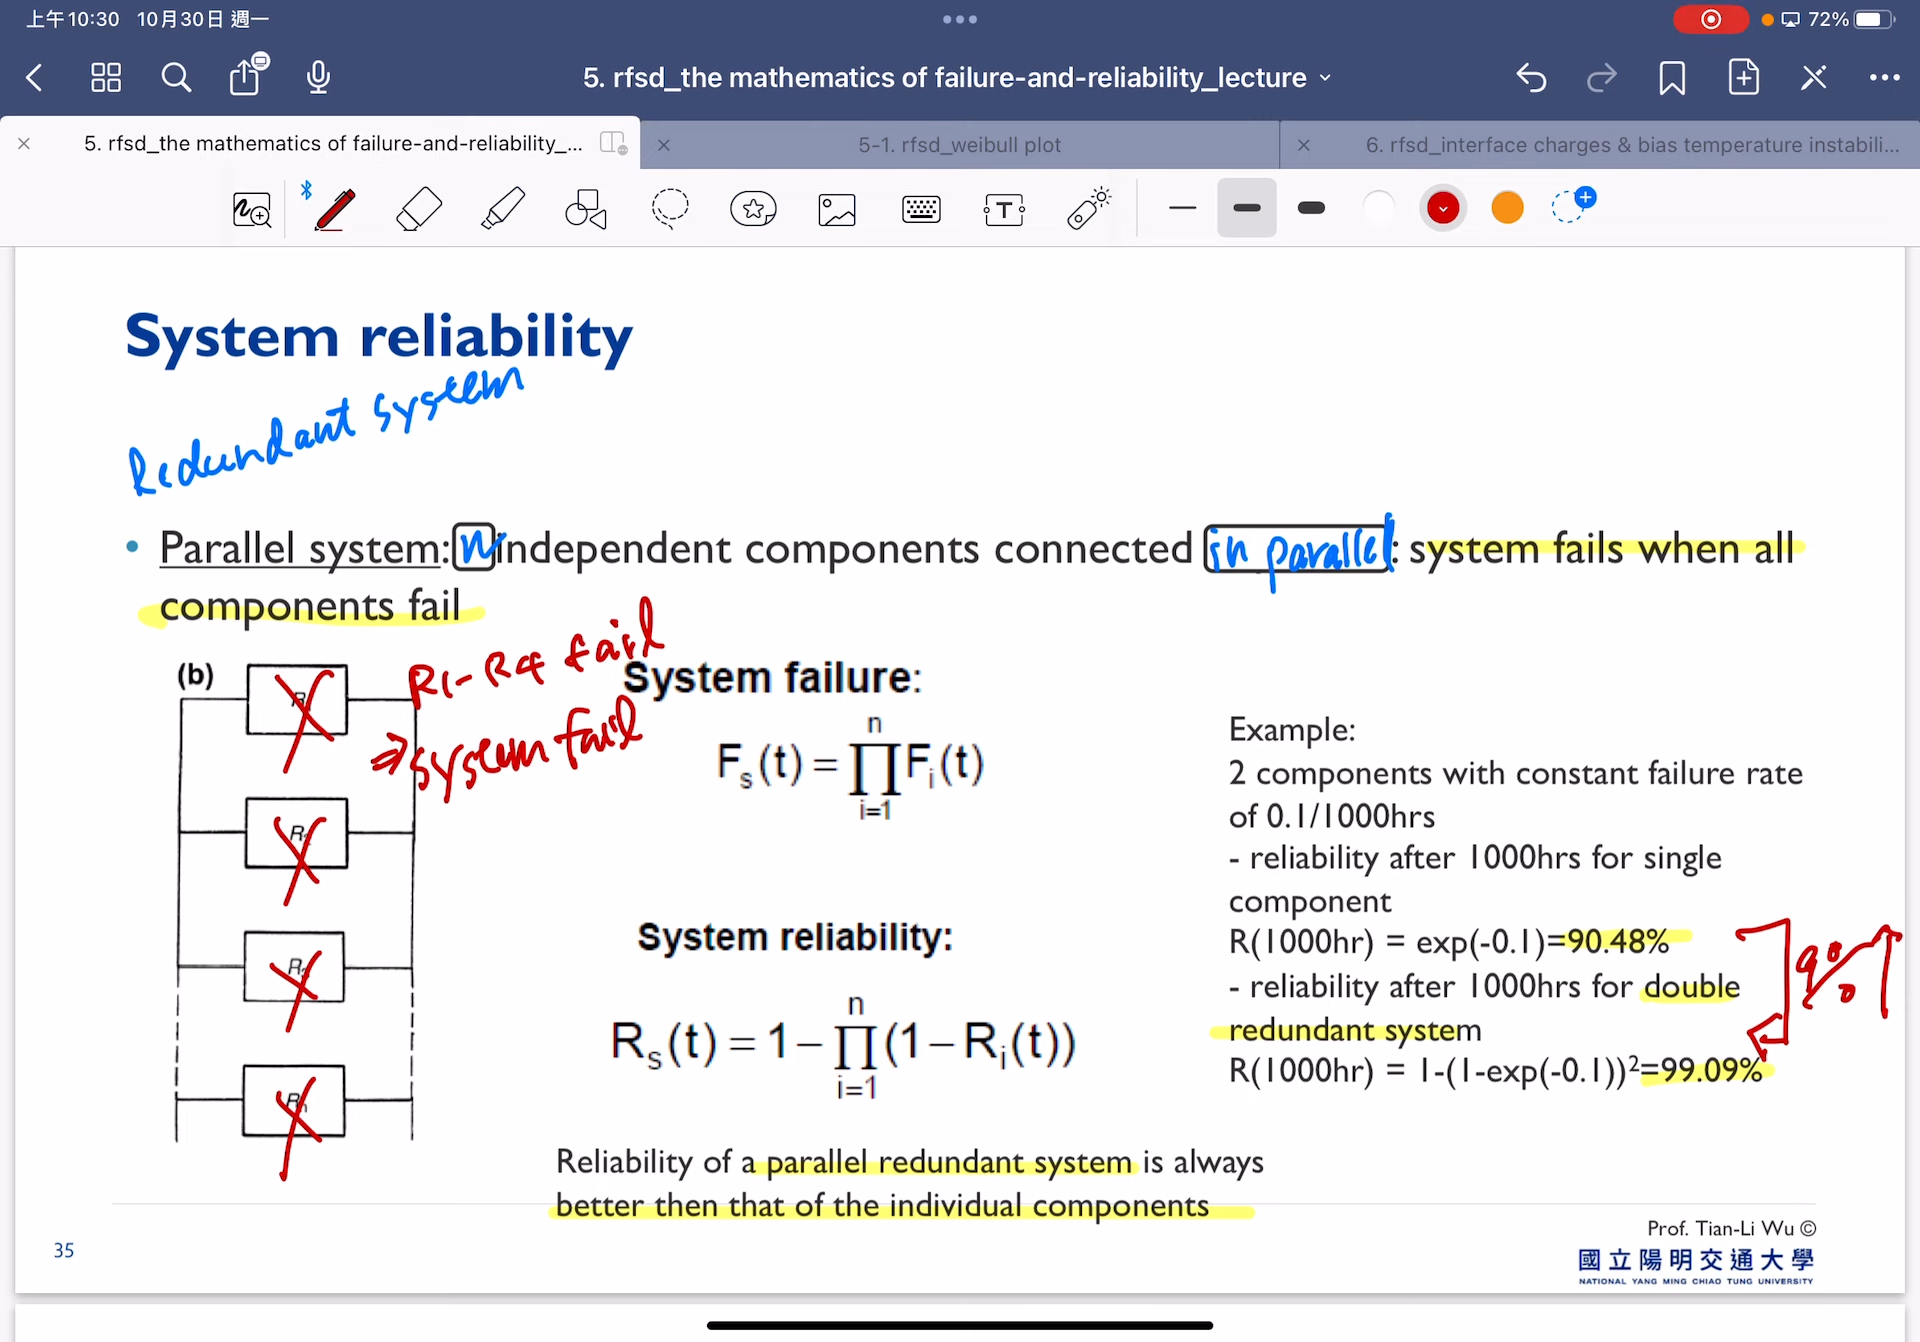 上午10:30 10月30日 週一
72%
5. rfsd_the mathematics of failure-and-reliability_lecture
5. rfsd_the mathematics of failure-and-reliability_...
5-1. rfsd_weibull plot
6. rfsd_interface charges & bias temperature instabili...
System reliability
Redundant system
• Parallel system: n independent components connected in parallel: system fails when all
components fail
(b)
R1-R4 fail
⇒ system fail
System failure:
Fs(t) = ∏ i=1 n Fi(t)
System reliability:
Rs(t) = 1 – ∏ i=1 n (1 – Ri(t))
Example:
2 components with constant failure rate
of 0.1/1000hrs
- reliability after 1000hrs for single
component
R(1000hr) = exp(-0.1)=90.48%
- reliability after 1000hrs for double
redundant system
R(1000hr) = 1-(1-exp(-0.1))²=99.09%
9% ↑
Reliability of a parallel redundant system is always
better then that of the individual components
Prof. Tian-Li Wu ©
國立陽明交通大學
NATIONAL YANG MING CHIAO TUNG UNIVERSITY
35